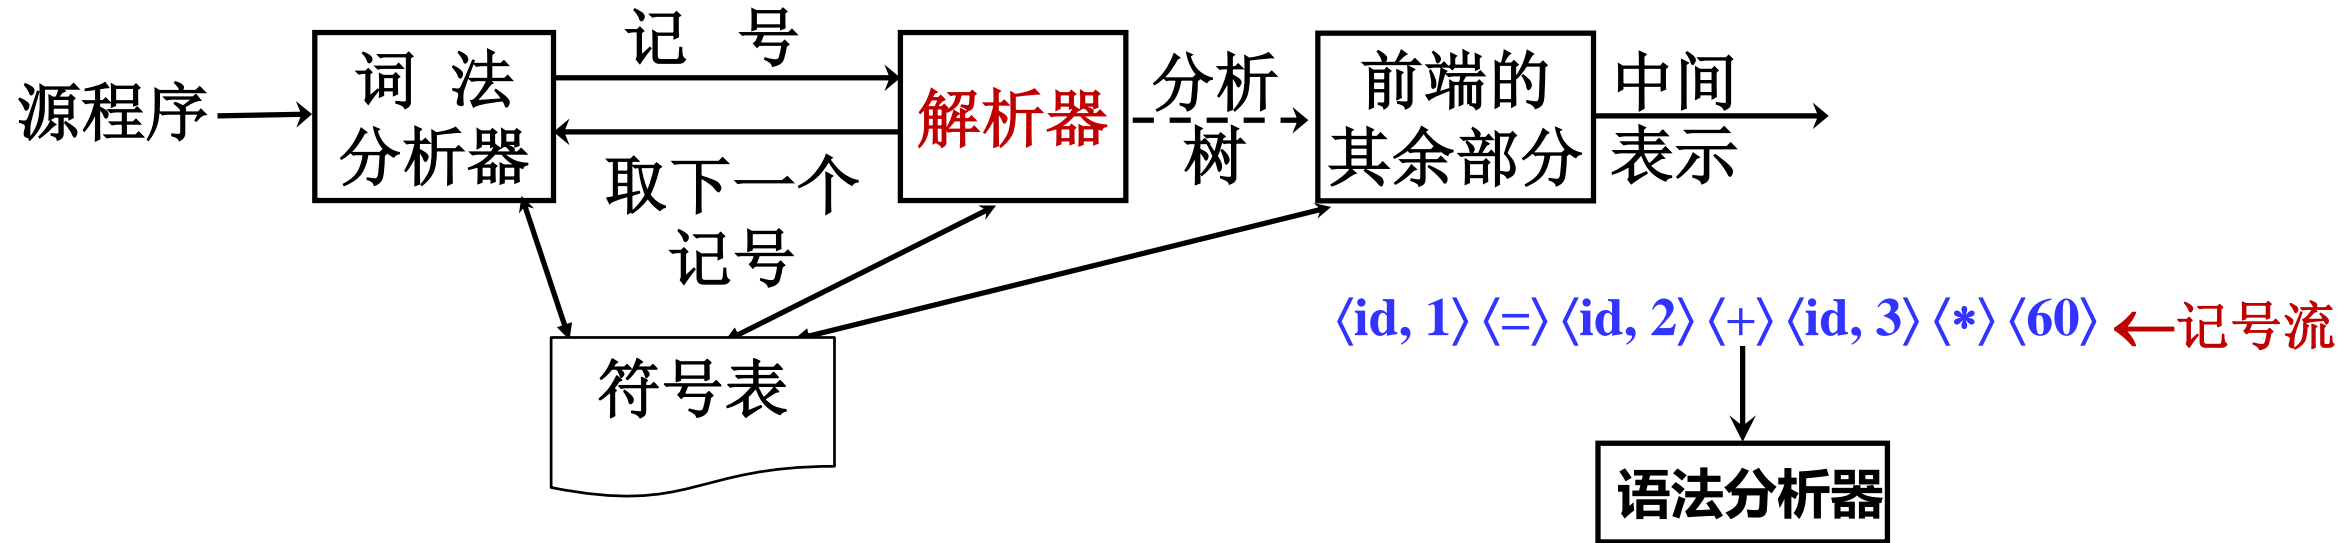 源程序
词 法
分析器
记 号
取下一个
记号
解析器
分析
树
前端的
其余部分
中间
表示
符号表
〈id, 1〉〈=〉〈id, 2〉〈+〉〈id, 3〉〈*〉〈60〉
记号流
语法分析器